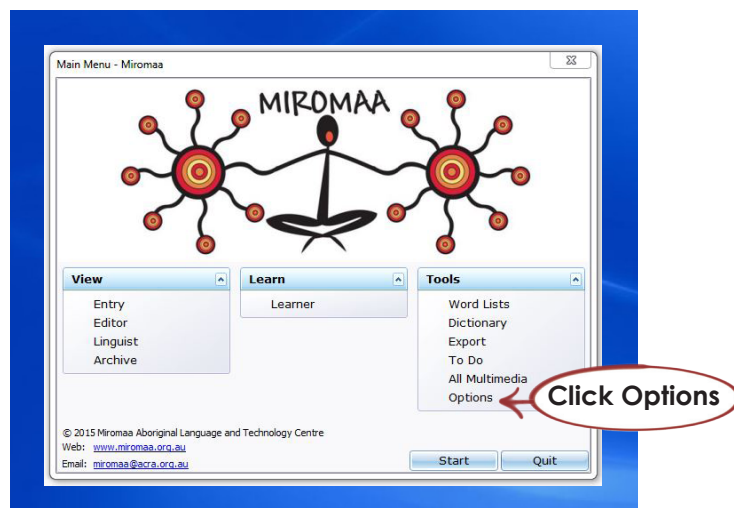 Main Menu - Miromaa
MIROMAA
View
Entry
Editor
Linguist
Archive
Learn
Learner
Tools
Word Lists
Dictionary
Export
To Do
All Multimedia
Options
Click Options
© 2015 Miromaa Aboriginal Language and Technology Centre
Web: www.miromaa.org.au
Email: miromaa@acra.org.au
Start
Quit